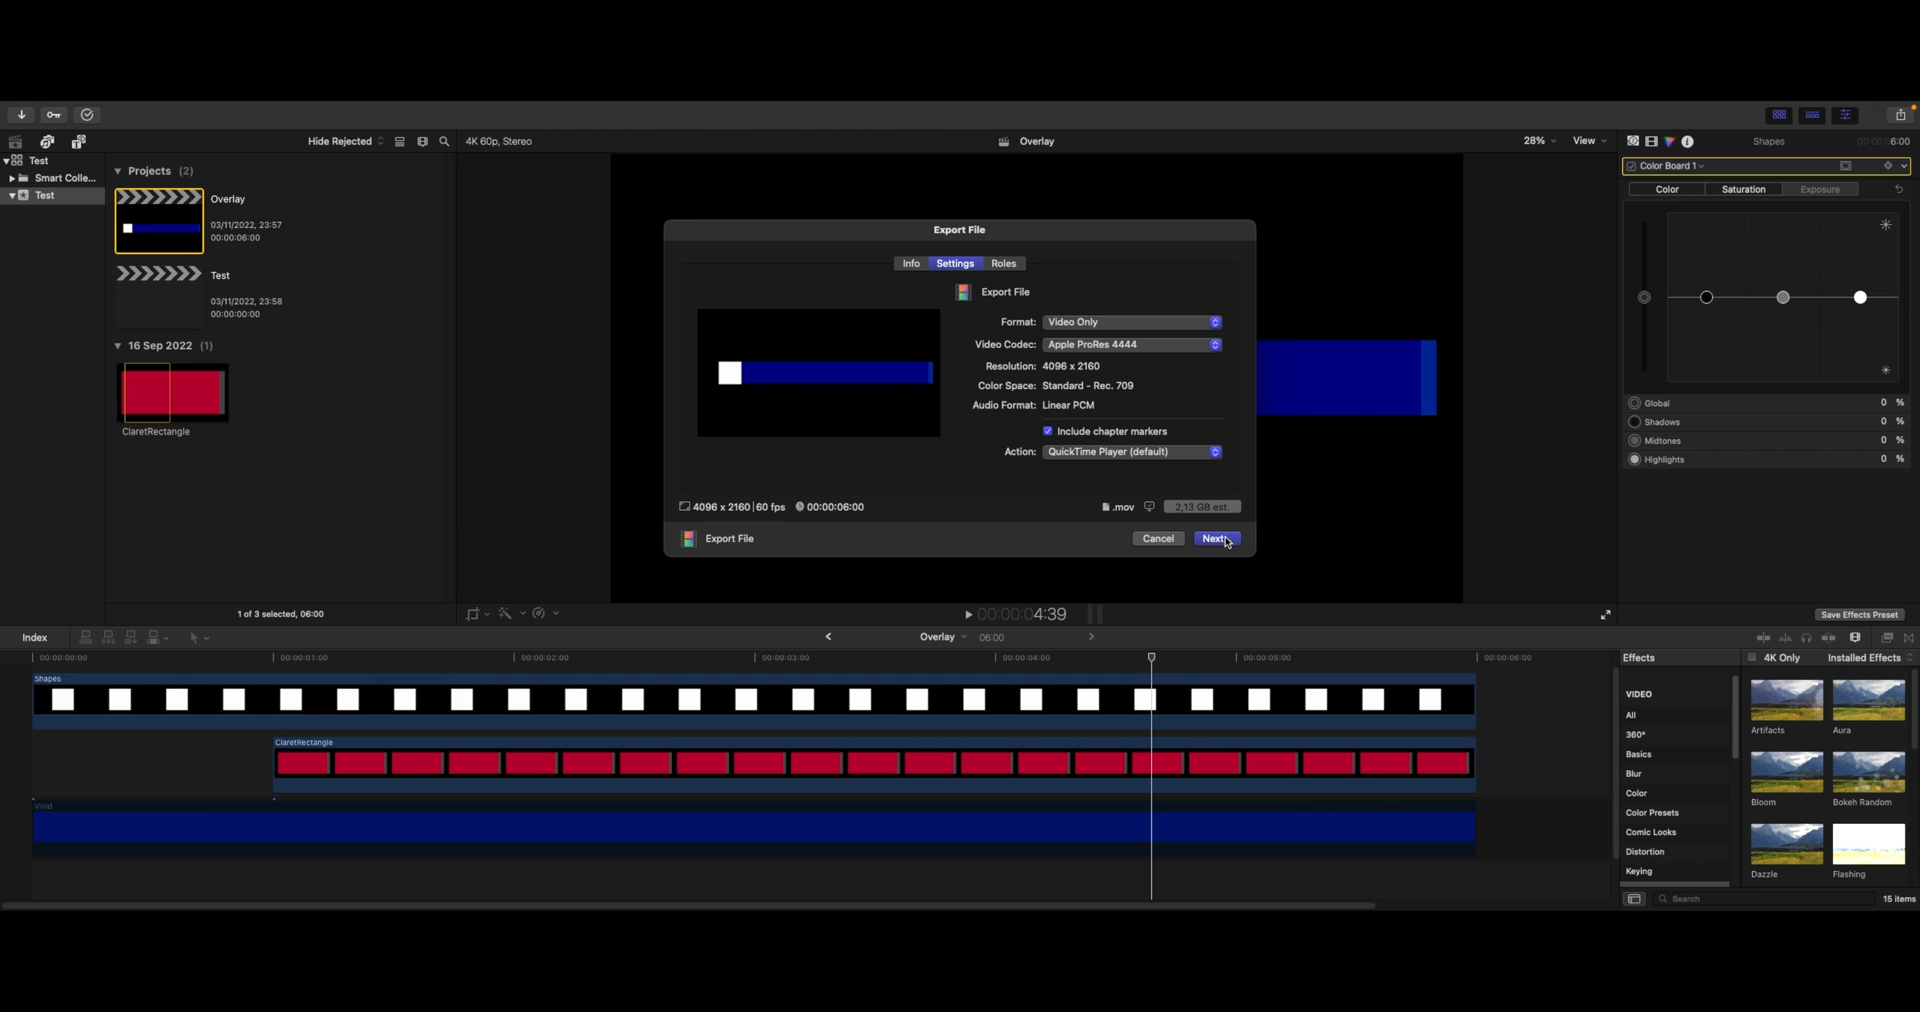 Hide Rejected
4K 60p, Stereo
Overlay
28%
View
Shapes
00:00:06:00
Test
Smart Colle...
Test
Projects (2)
Overlay
03/11/2022, 23:57
00:00:06:00
Test
03/11/2022, 23:58
00:00:00:00
16 Sep 2022 (1)
ClaretRectangle
1 of 3 selected, 06:00
Export File
Info Settings Roles
Export File
Format: Video Only
Video Codec: Apple ProRes 4444
Resolution: 4096 x 2160
Color Space: Standard - Rec. 709
Audio Format: Linear PCM
Include chapter markers
Action: QuickTime Player (default)
4096 x 2160 | 60 fps 00:00:06:00
.mov 2,13 GB est.
Export File
Cancel Next...
Color Board 1
Color Saturation Exposure
Global 0 %
Shadows 0 %
Midtones 0 %
Highlights 0 %
Save Effects Preset
00:00:04:39
Index
Overlay 06:00
00:00:00:00 00:00:01:00 00:00:02:00 00:00:03:00 00:00:04:00 00:00:05:00 00:00:06:00
Shapes
ClaretRectangle
Vivid
Effects
4K Only
Installed Effects
VIDEO
All
360°
Basics
Blur
Color
Color Presets
Comic Looks
Distortion
Keying
Artifacts Aura
Bloom Bokeh Random
Dazzle Flashing
Search
15 items